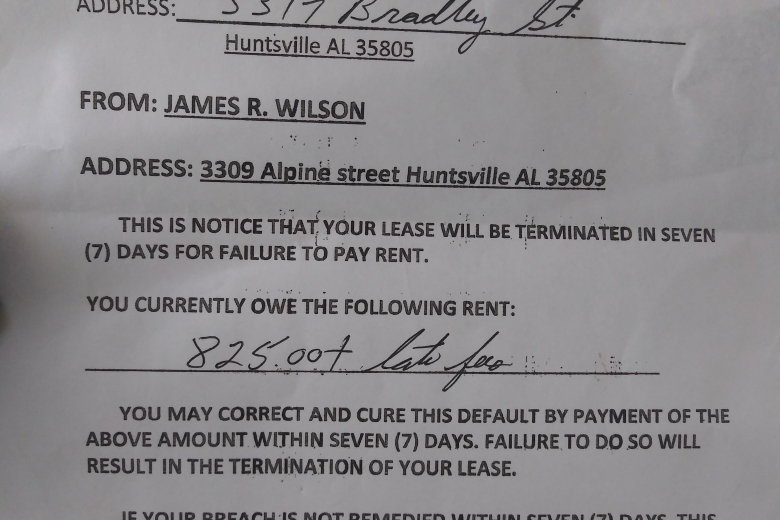 ADDRESS: 3317 Bradley St.
Huntsville AL 35805
FROM: JAMES R. WILSON
ADDRESS: 3309 Alpine street Huntsville AL 35805
THIS IS NOTICE THAT YOUR LEASE WILL BE TERMINATED IN SEVEN
(7) DAYS FOR FAILURE TO PAY RENT.
YOU CURRENTLY OWE THE FOLLOWING RENT:
825.00+ late fee
YOU MAY CORRECT AND CURE THIS DEFAULT BY PAYMENT OF THE
ABOVE AMOUNT WITHIN SEVEN (7) DAYS. FAILURE TO DO SO WILL
RESULT IN THE TERMINATION OF YOUR LEASE.
IF YOUR BREACH IS NOT REMEDIED WITHIN SEVEN (7) DAYS, THIS